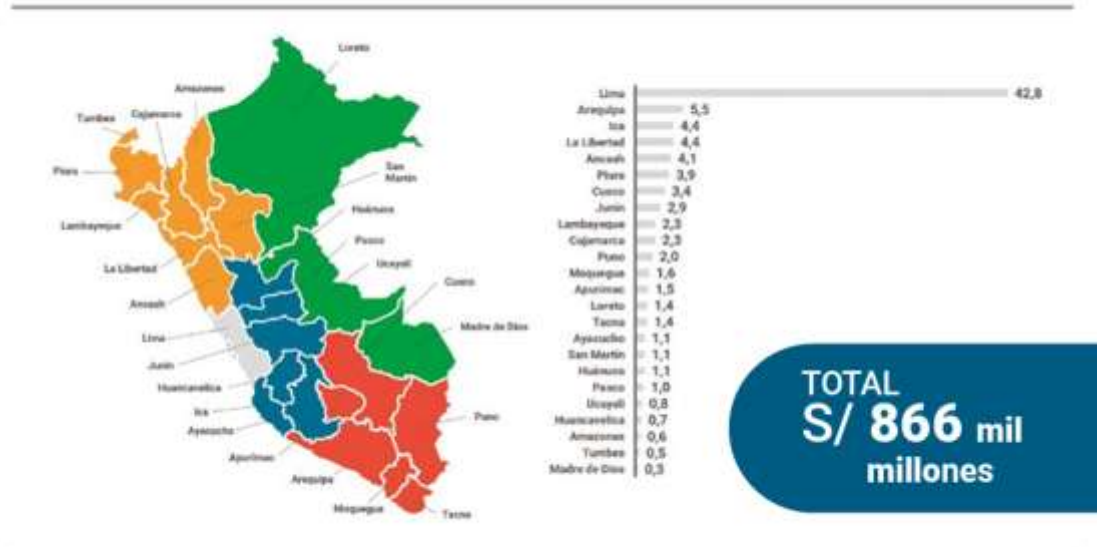 Loreto
Amazonas
Cajamarca
Tumbes
Piura
San
Martín
Lambayeque
Huánuco
Pasco
La Libertad
Ucayali
Cusco
Ancash
Madre de Dios
Lima
Junín
Huancavelica
Ica
Puno
Ayacucho
Apurímac
Arequipa
Moquegua
Tacna
Lima 42,8
Arequipa 5,5
Ica 4,4
La Libertad 4,4
Ancash 4,1
Piura 3,9
Cusco 3,4
Junín 2,9
Lambayeque 2,3
Cajamarca 2,3
Puno 2,0
Moquegua 1,6
Apurímac 1,5
Loreto 1,4
Tacna 1,4
Ayacucho 1,1
San Martín 1,1
Huánuco 1,1
Pasco 1,0
Ucayali 0,8
Huancavelica 0,7
Amazonas 0,6
Tumbes 0,5
Madre de Dios 0,3
TOTAL
S/ 866 mil
millones